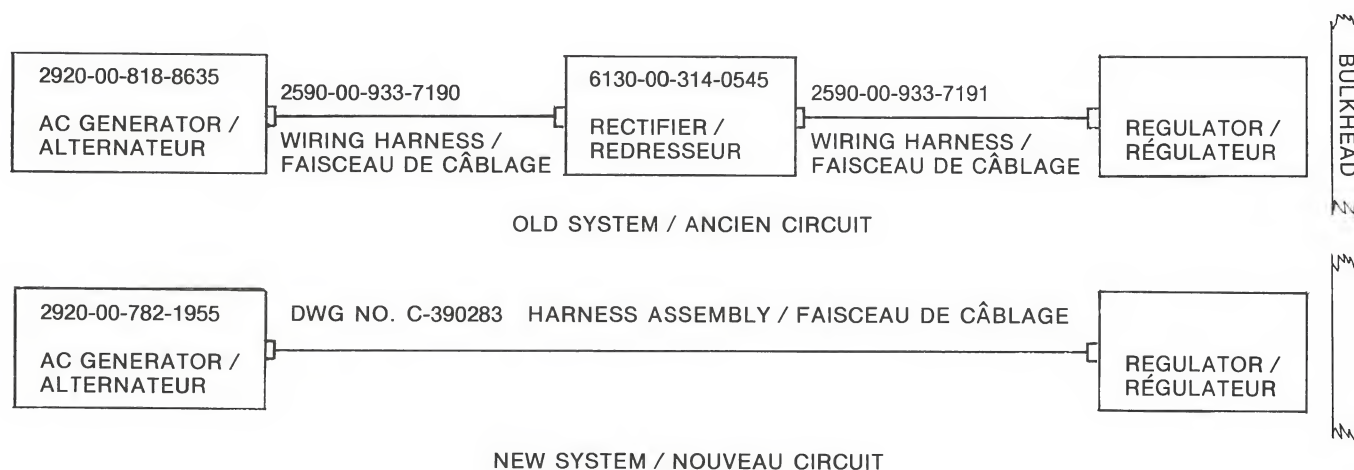 2920-00-818-8635
AC GENERATOR /
ALTERNATEUR
2590-00-933-7190
WIRING HARNESS /
FAISCEAU DE CÂBLAGE
6130-00-314-0545
RECTIFIER /
REDRESSEUR
2590-00-933-7191
WIRING HARNESS /
FAISCEAU DE CÂBLAGE
REGULATOR /
RÉGULATEUR
BULKHEAD
OLD SYSTEM / ANCIEN CIRCUIT
2920-00-782-1955
AC GENERATOR /
ALTERNATEUR
DWG NO. C-390283 HARNESS ASSEMBLY / FAISCEAU DE CÂBLAGE
REGULATOR /
RÉGULATEUR
NEW SYSTEM / NOUVEAU CIRCUIT